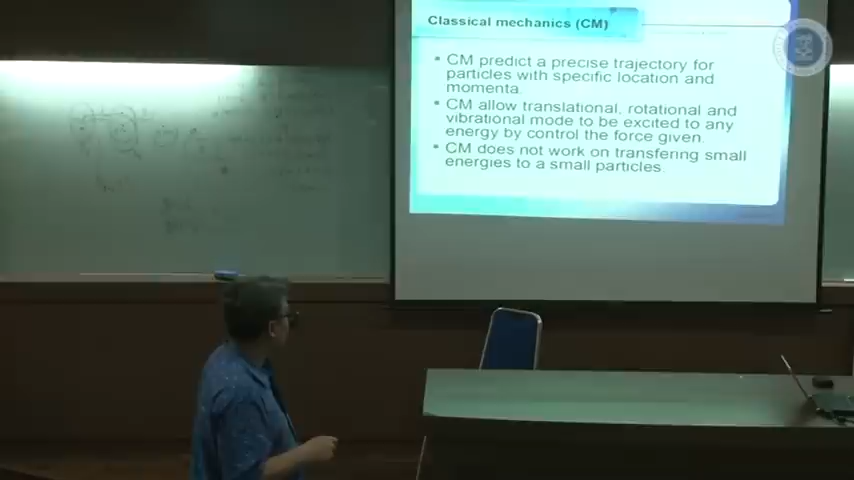 Classical mechanics (CM)
• CM predict a precise trajectory for
particles with specific location and
momenta.
• CM allow translational, rotational and
vibrational mode to be excited to any
energy by control the force given.
• CM does not work on transferring small
energies to a small particles.